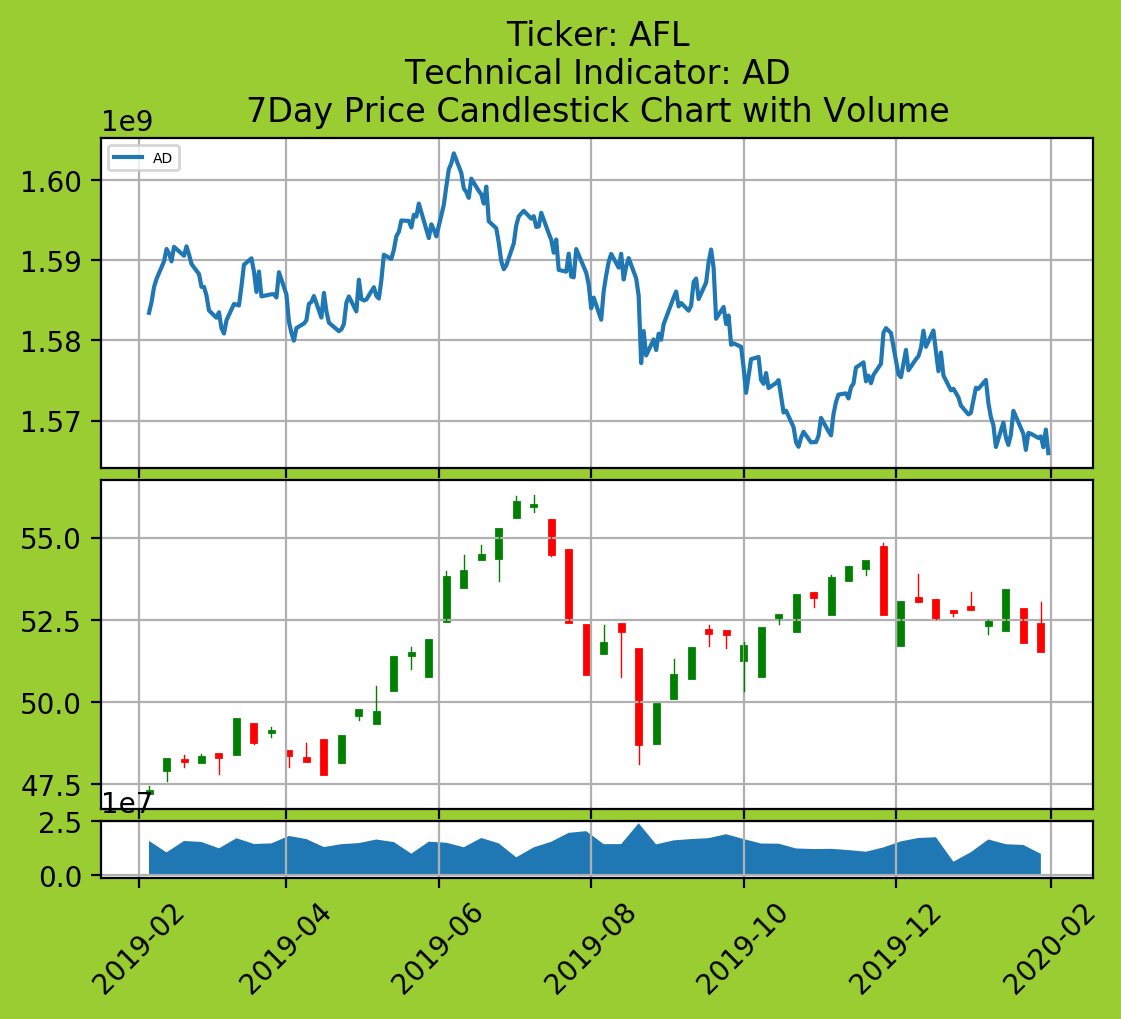 Ticker: AFL
Technical Indicator: AD
7Day Price Candlestick Chart with Volume
1e9
AD
1.60
1.59
1.58
1.57
55.0
52.5
50.0
47.5
1e7
2.5
0.0
2019-02
2019-04
2019-06
2019-08
2019-10
2019-12
2020-02